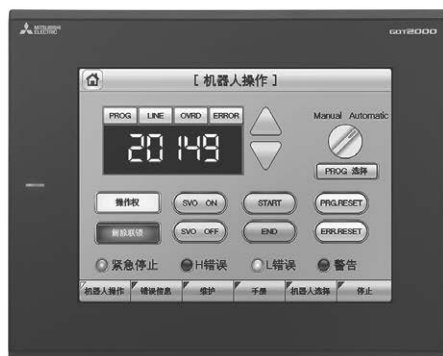 MITSUBISHI
ELECTRIC
GOT2000
[ 机器人操作 ]
PROG LINE OVRD ERROR
Manual Automatic
20149
PROG 选择
操作权 SVO ON START PRG.RESET
解除联锁 SVO OFF END ERR.RESET
紧急停止 H错误 L错误 警告
机器人操作 错误信息 维护 手册 机器人选择 停止